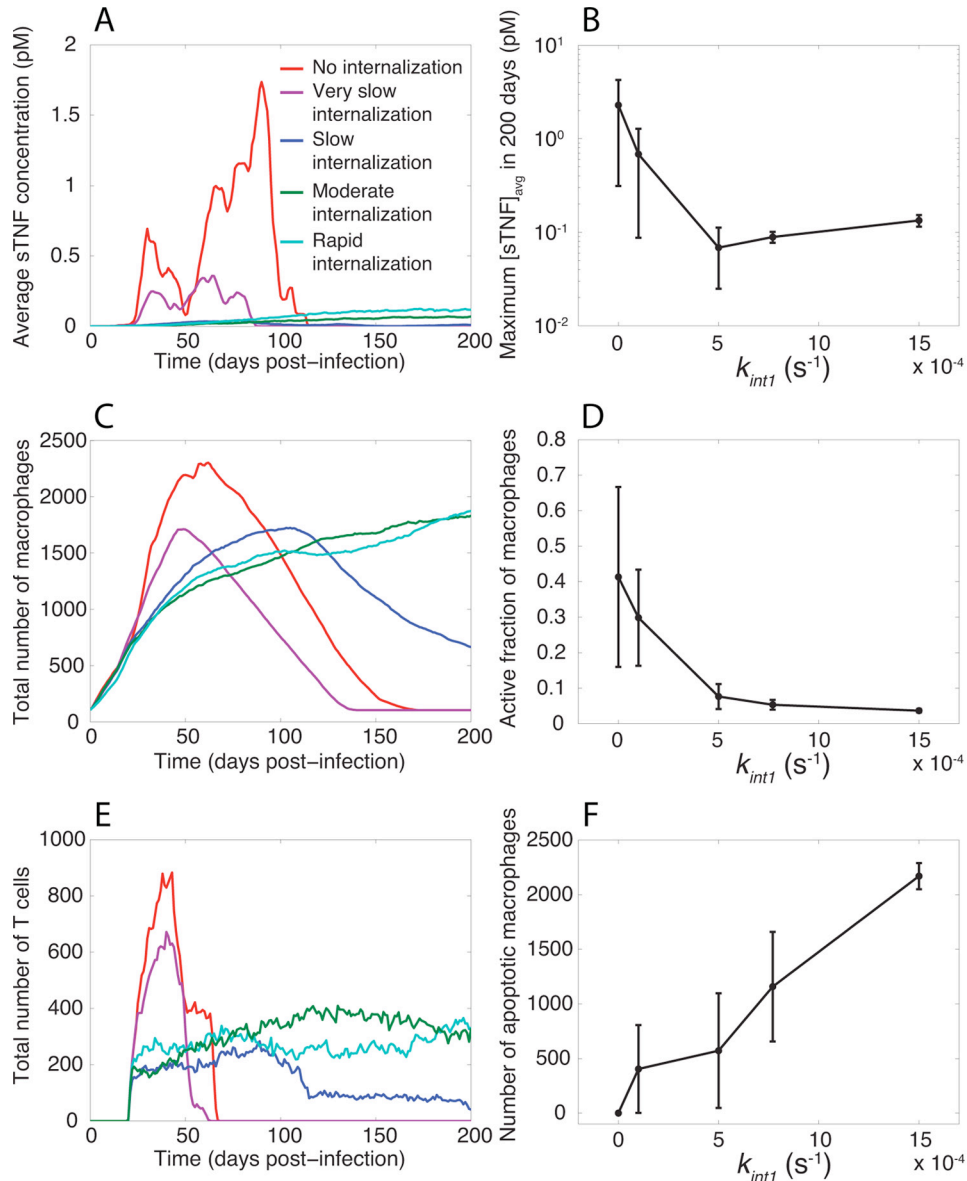 A
Average sTNF concentration (pM)
2
1.5
1
0.5
0
No internalization
Very slow
internalization
Slow
internalization
Moderate
internalization
Rapid
internalization
0 50 100 150 200
Time (days post–infection)
B
Maximum [sTNF]avg in 200 days (pM)
10¹
10⁰
10⁻¹
10⁻²
0 5 10 15
kint1 (s⁻¹)
x 10⁻⁴
C
Total number of macrophages
2500
2000
1500
1000
500
0
0 50 100 150 200
Time (days post–infection)
D
Active fraction of macrophages
0.8
0.7
0.6
0.5
0.4
0.3
0.2
0.1
0
0 5 10 15
kint1 (s⁻¹)
x 10⁻⁴
E
Total number of T cells
1000
800
600
400
200
0
0 50 100 150 200
Time (days post–infection)
F
Number of apoptotic macrophages
2500
2000
1500
1000
500
0
0 5 10 15
kint1 (s⁻¹)
x 10⁻⁴